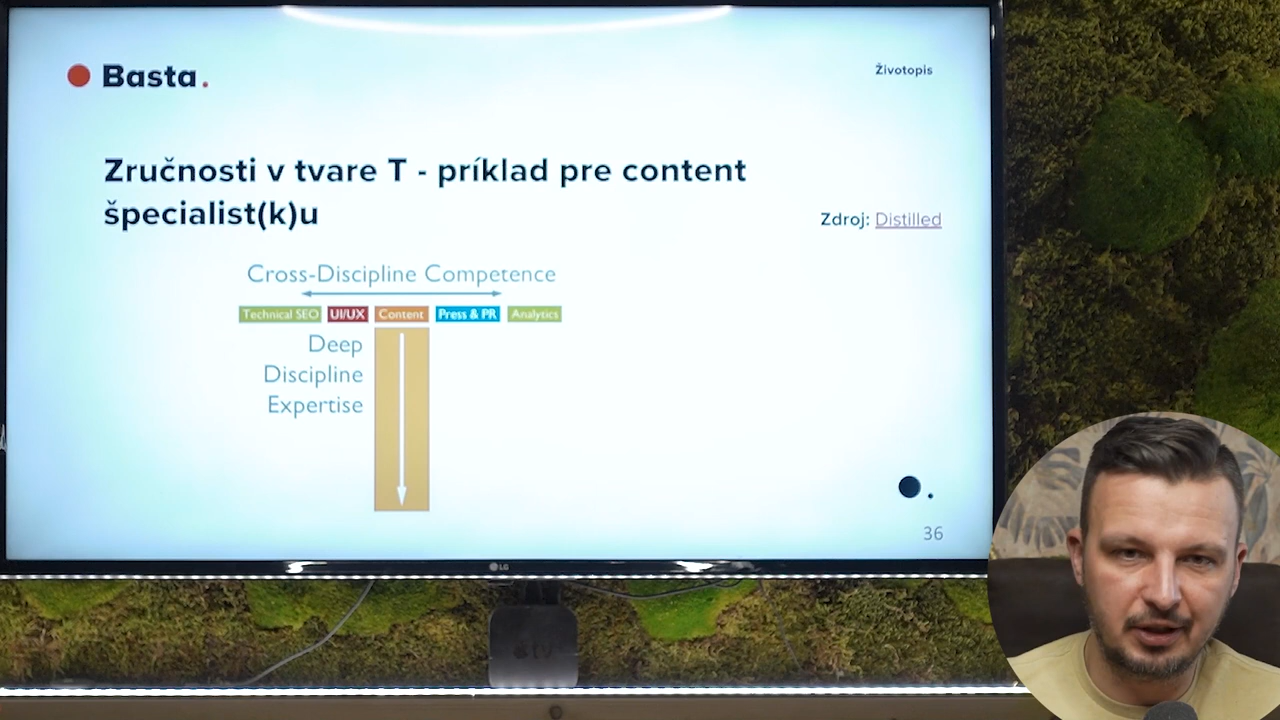 Basta.
Životopis
Zručnosti v tvare T - príklad pre content
špecialist(k)u
Zdroj: Distilled
Cross-Discipline Competence
Technical SEO UI/UX Content Press & PR Analytics
Deep
Discipline
Expertise
36
LG
tv